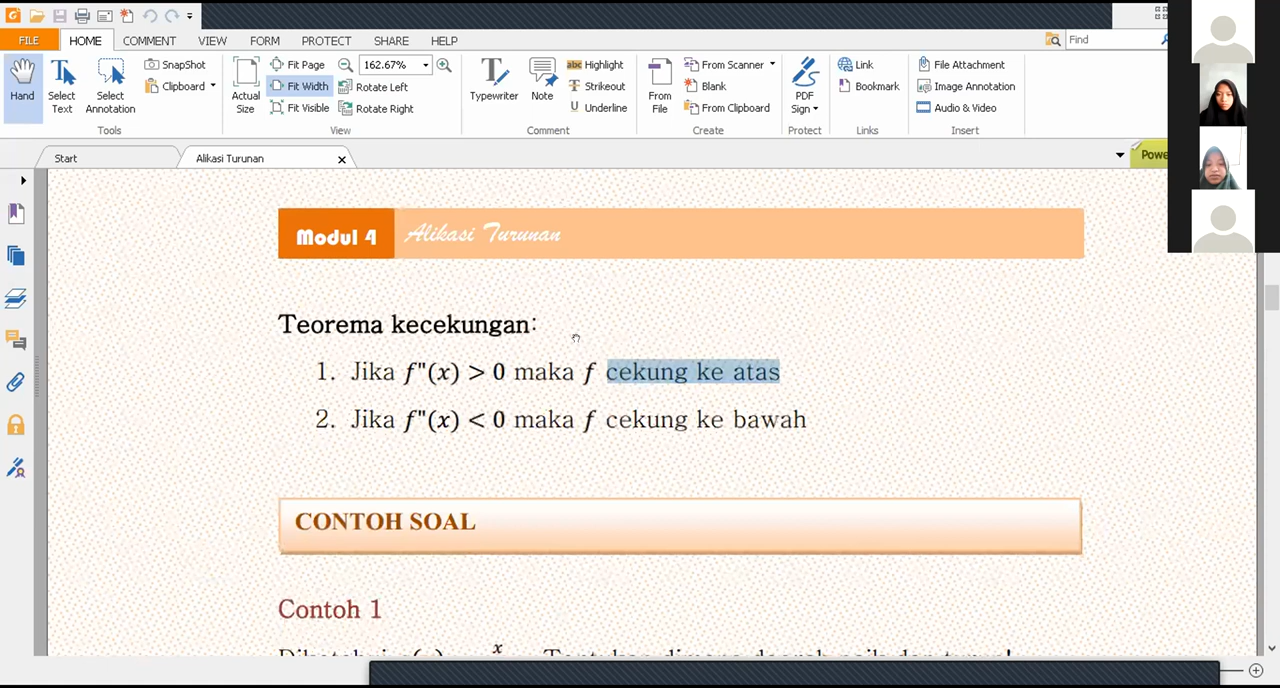 FILE HOME COMMENT VIEW FORM PROTECT SHARE HELP Find
Hand
Select Text
Select Annotation
SnapShot
Clipboard
Tools
Actual Size
Fit Page
Fit Width
Fit Visible
162.67%
Rotate Left
Rotate Right
View
Typewriter
Note
Highlight
Strikeout
Underline
Comment
From File
From Scanner
Blank
From Clipboard
Create
PDF Sign
Protect
Link
Bookmark
Links
File Attachment
Image Annotation
Audio & Video
Insert
Start
Alikasi Turunan
Modul 4 Alikasi Turunan
Teorema kecekungan:
1. Jika f"(x) > 0 maka f cekung ke atas
2. Jika f"(x) < 0 maka f cekung ke bawah
CONTOH SOAL
Contoh 1